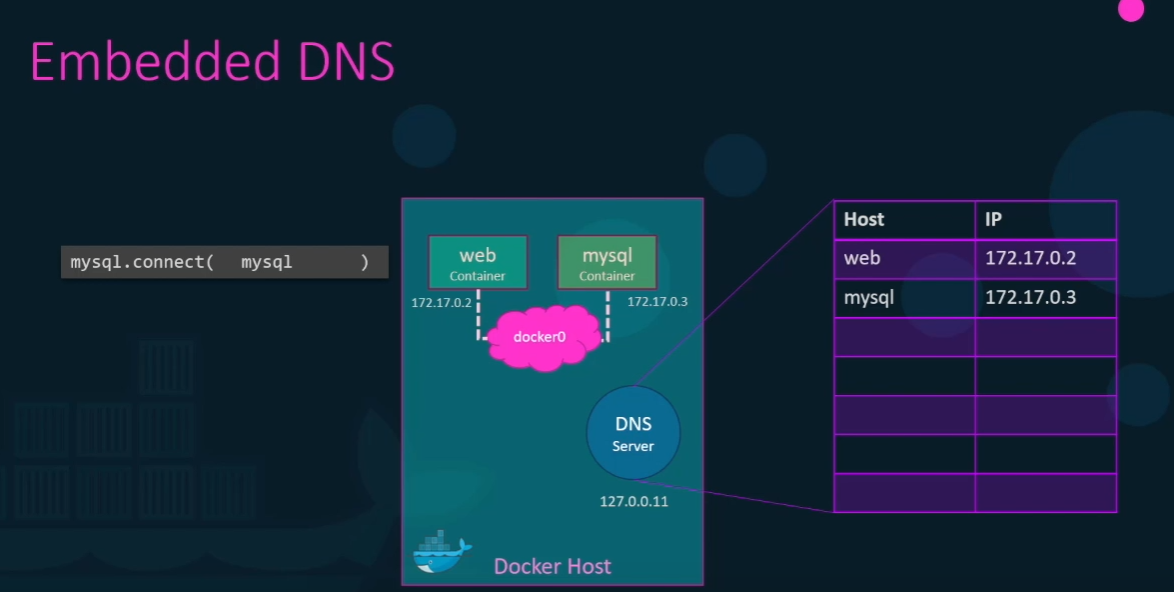 Embedded DNS
mysql.connect( mysql )
web
Container
mysql
Container
172.17.0.2
172.17.0.3
docker0
DNS
Server
127.0.0.11
Docker Host
Host IP
web 172.17.0.2
mysql 172.17.0.3